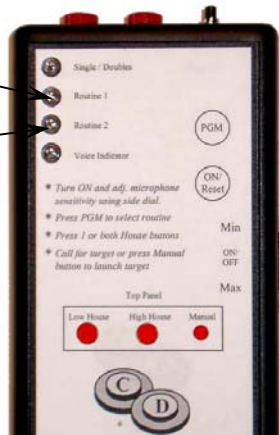 Single / Doubles
Routine 1
Routine 2
PGM
Voice Indicator
ON/
Reset
* Turn ON and adj. microphone
sensitivity using side dial.
* Press PGM to select routine
* Press 1 or both House buttons
* Call for target or press Manual
button to launch target
Min
ON/
OFF
Max
Top Panel
Low House High House Manual
C
D